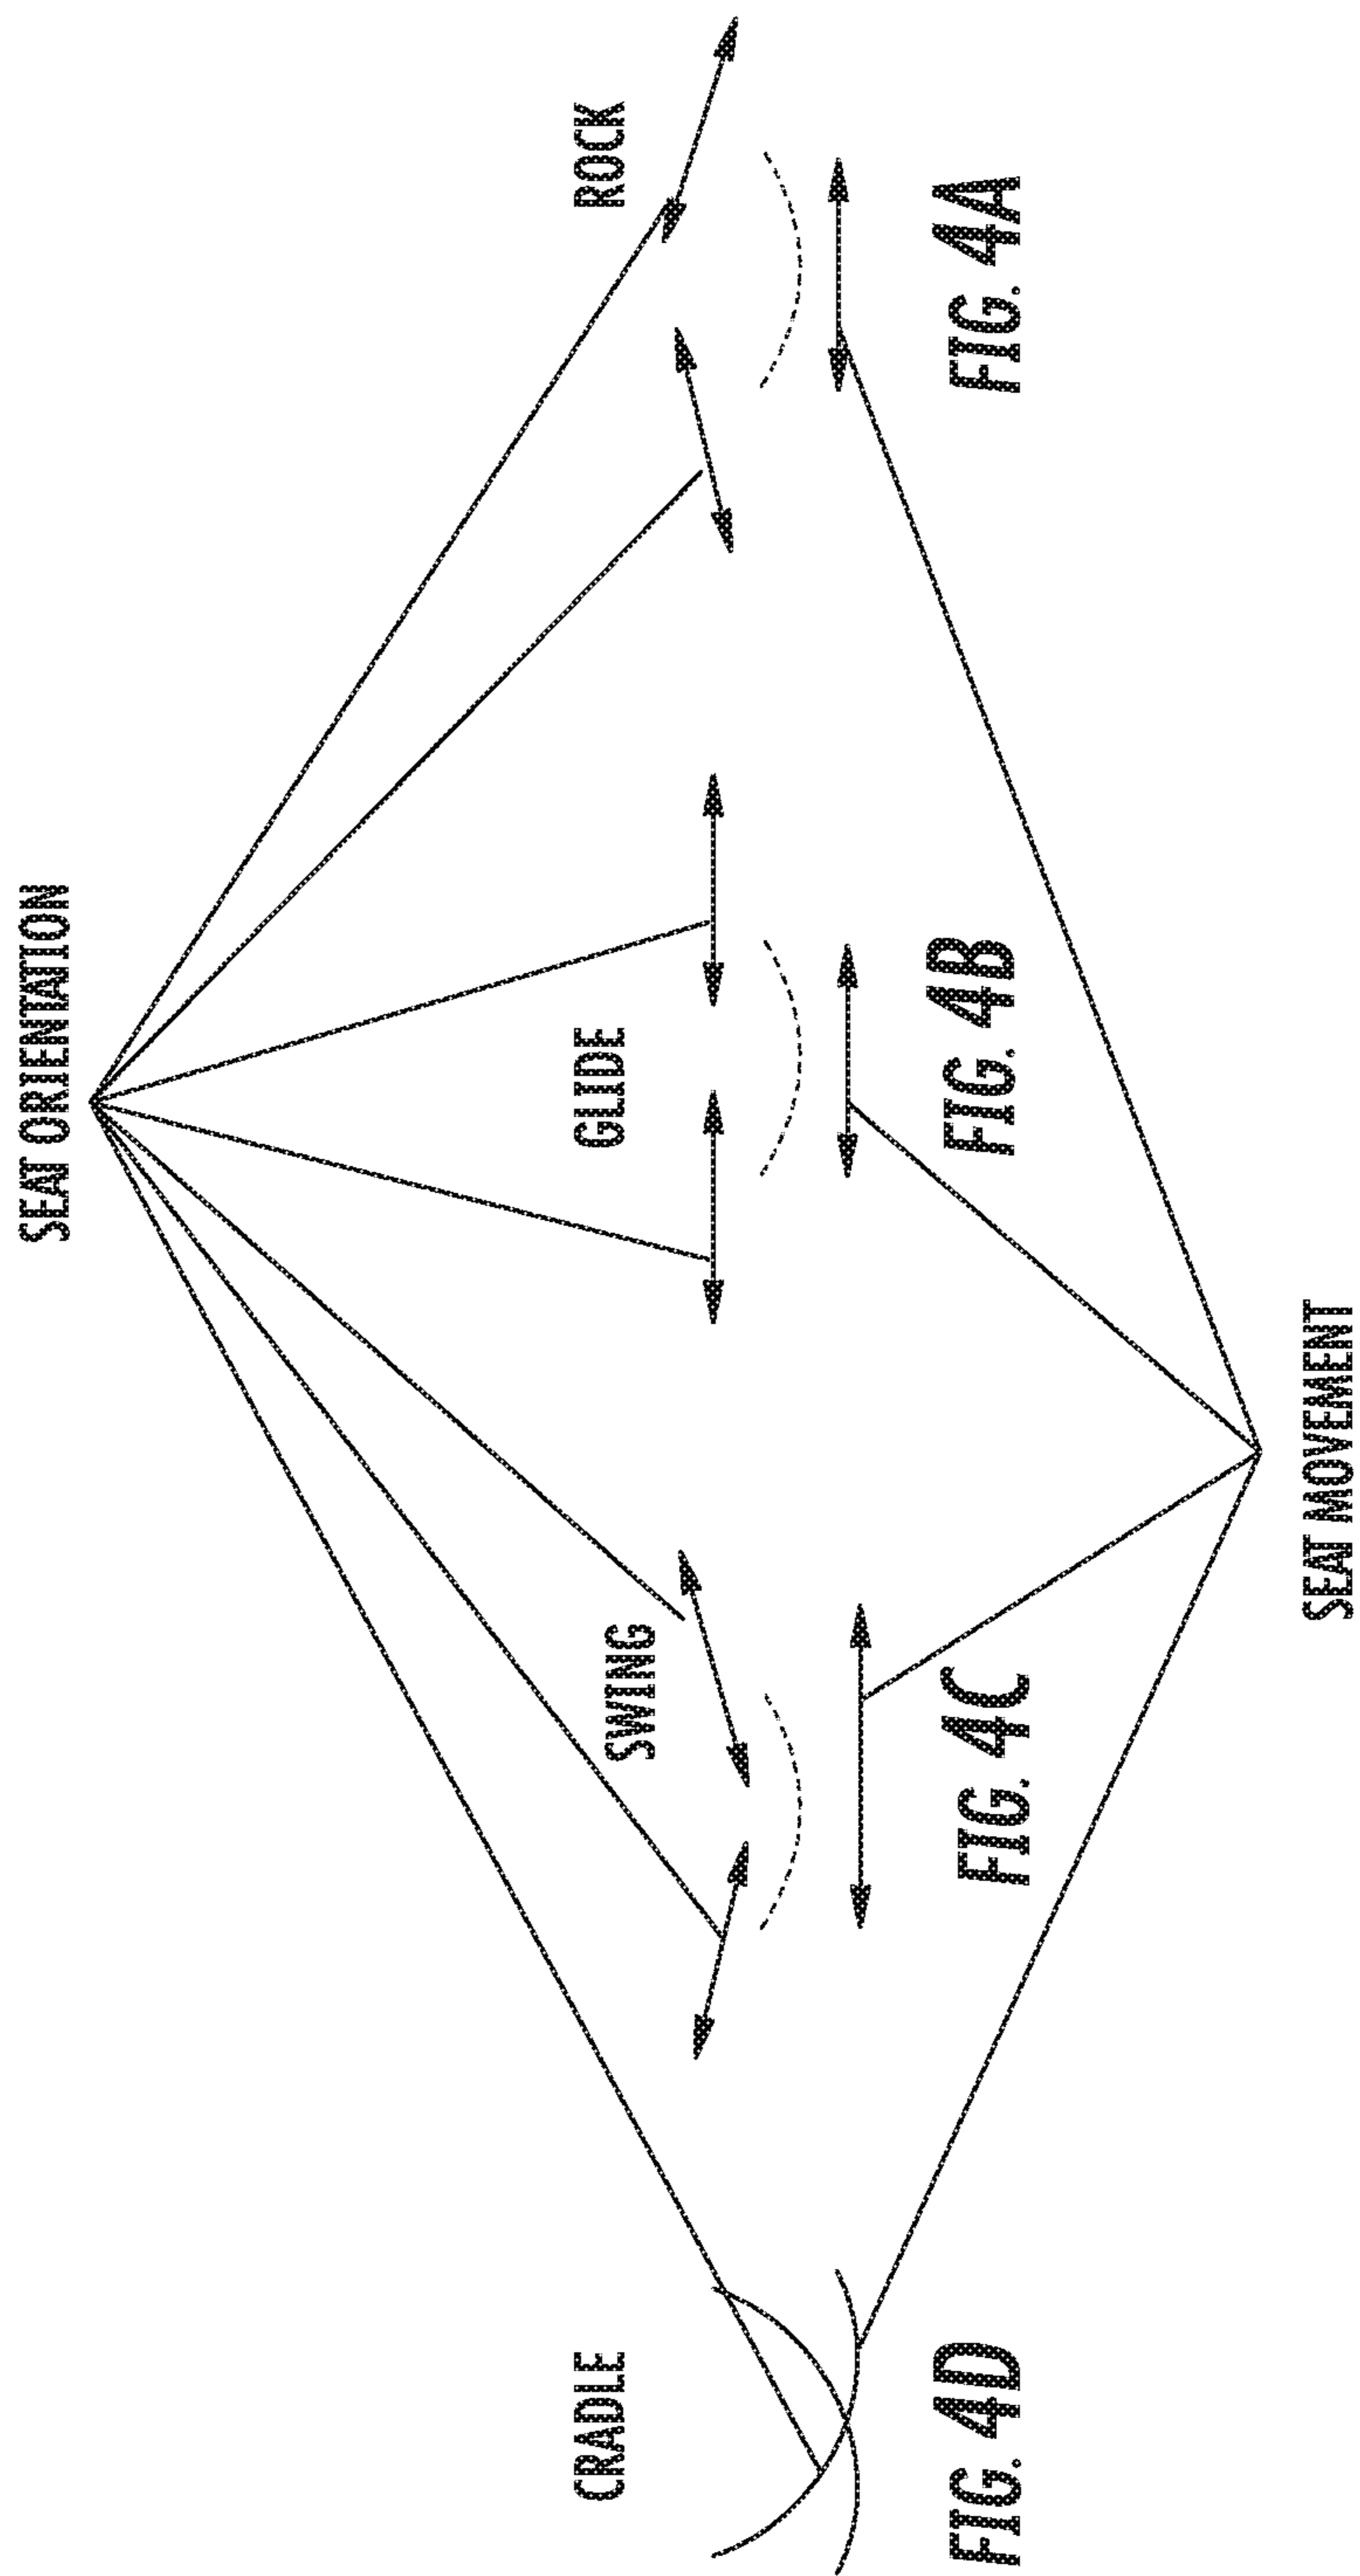 SEAT ORIENTATION
CRADLE
SWING
GLIDE
ROCK
FIG. 4D
FIG. 4C
FIG. 4B
FIG. 4A
SEAT MOVEMENT